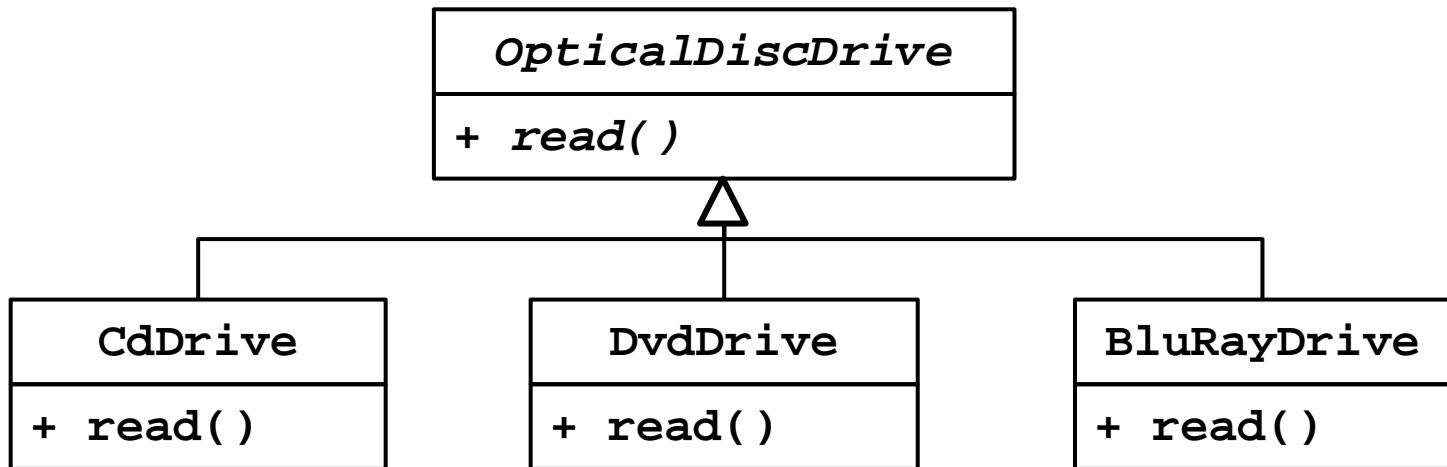 OpticalDiscDrive
+ read()
CdDrive
DvdDrive
BluRayDrive
+ read()
+ read()
+ read()